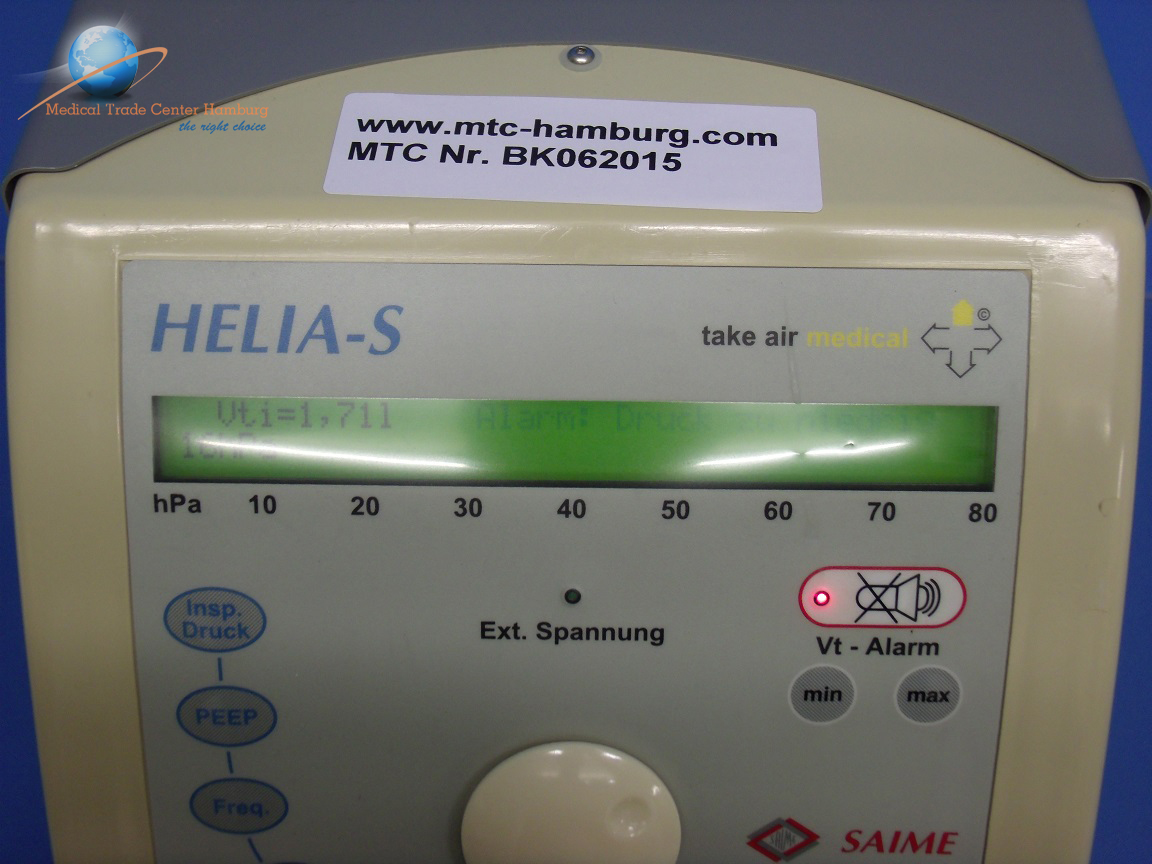 Medical Trade Center Hamburg
the right choice
www.mtc-hamburg.com
MTC Nr. BK062015
HELIA-S
take air medical ©
Vti=1,71l Alarm: Druck zu niedrig
hPa 10 20 30 40 50 60 70 80
Insp.
Druck
Ext. Spannung
Vt - Alarm
min max
PEEP
Freq.
SAIME